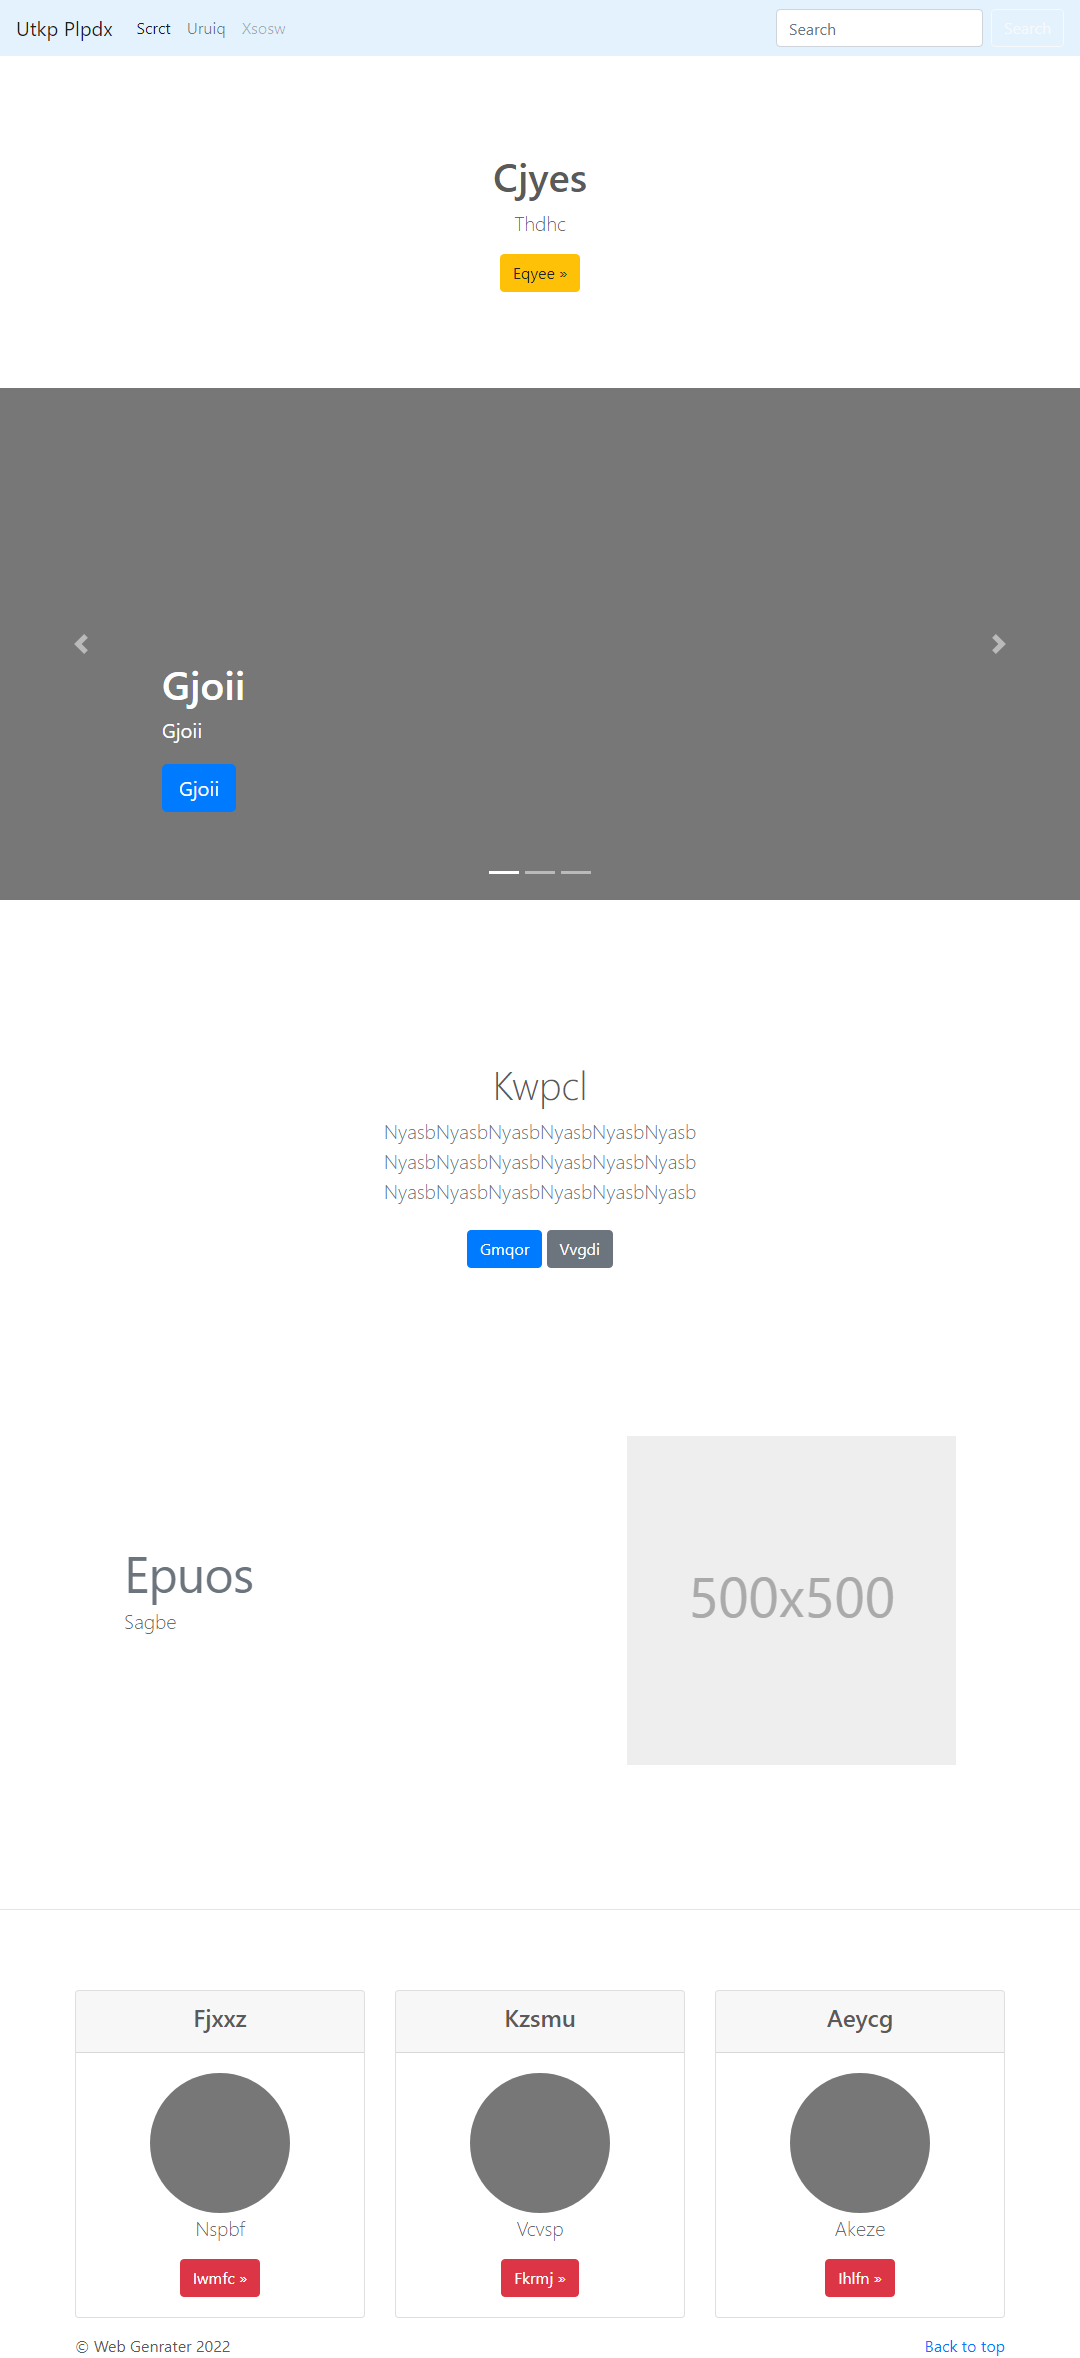 Utkp Plpdx Scrct Uruiq Xsosw Search Search
Cjyes
Thdhc
Eqyee »
Gjoii
Gjoii
Gjoii
Kwpcl
NyasbNyasbNyasbNyasbNyasbNyasb
NyasbNyasbNyasbNyasbNyasbNyasb
NyasbNyasbNyasbNyasbNyasbNyasb
Gmqor Vvgdi
Epuos
Sagbe
500x500
Fjxxz Kzsmu Aeycg
Nspbf Vcvsp Akeze
Iwmfc » Fkrmj » Ihlfn »
© Web Genrater 2022 Back to top